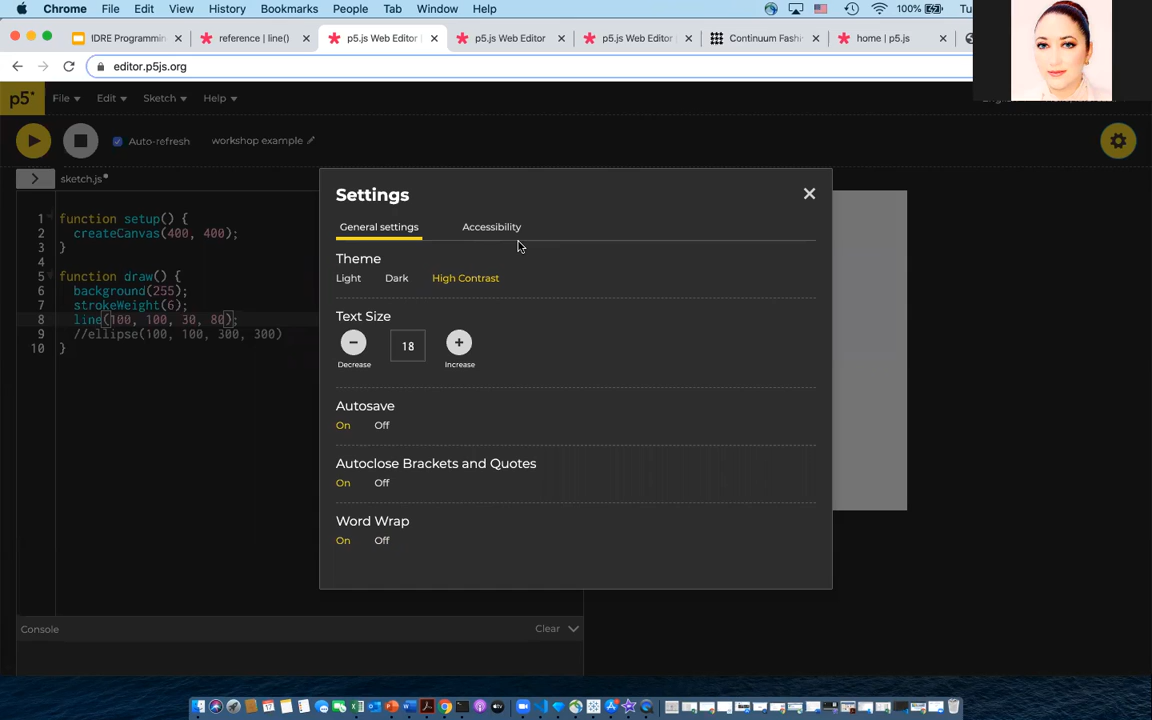 Chrome File Edit View History Bookmarks People Tab Window Help 100% Tu
IDRE Programmin reference | line() p5.js Web Editor | p5.js Web Editor p5.js Web Editor | Continuum Fashi home | p5.js
editor.p5js.org
p5* File Edit Sketch Help
Auto-refresh workshop example
sketch.js
Settings
General settings Accessibility
Theme
Light Dark High Contrast
Text Size
18
Decrease Increase
Autosave
On Off
Autoclose Brackets and Quotes
On Off
Word Wrap
On Off
1 function setup() {
2 createCanvas(400, 400);
3 }
4
5 function draw() {
6 background(255);
7 strokeWeight(6);
8 line(100, 100, 30, 80);
9 //ellipse(100, 100, 300, 300)
10 }
Console Clear